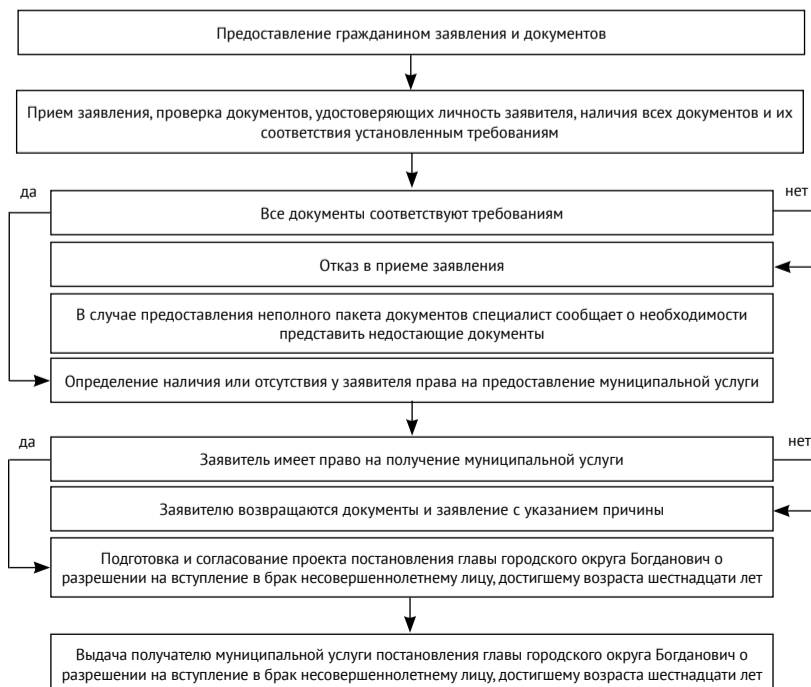 Предоставление гражданином заявления и документов
Прием заявления, проверка документов, удостоверяющих личность заявителя, наличия всех документов и их
соответствия установленным требованиям
да
нет
Все документы соответствуют требованиям
Отказ в приеме заявления
В случае предоставления неполного пакета документов специалист сообщает о необходимости
представить недостающие документы
Определение наличия или отсутствия у заявителя права на предоставление муниципальной услуги
да
нет
Заявитель имеет право на получение муниципальной услуги
Заявителю возвращаются документы и заявление с указанием причины
Подготовка и согласование проекта постановления главы городского округа Богданович о
разрешении на вступление в брак несовершеннолетнему лицу, достигшему возраста шестнадцати лет
Выдача получателю муниципальной услуги постановления главы городского округа Богданович о
разрешении на вступление в брак несовершеннолетнему лицу, достигшему возраста шестнадцати лет